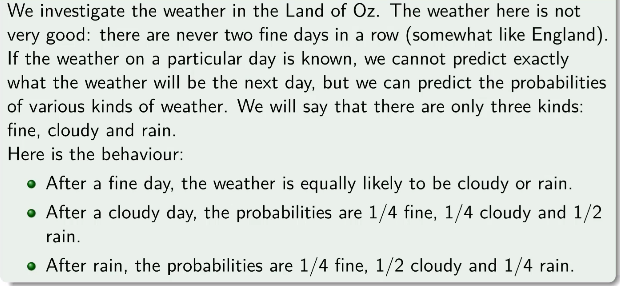 We investigate the weather in the Land of Oz. The weather here is not
very good: there are never two fine days in a row (somewhat like England).
If the weather on a particular day is known, we cannot predict exactly
what the weather will be the next day, but we can predict the probabilities
of various kinds of weather. We will say that there are only three kinds:
fine, cloudy and rain.
Here is the behaviour:
After a fine day, the weather is equally likely to be cloudy or rain.
After a cloudy day, the probabilities are 1/4 fine, 1/4 cloudy and 1/2
rain.
After rain, the probabilities are 1/4 fine, 1/2 cloudy and 1/4 rain.